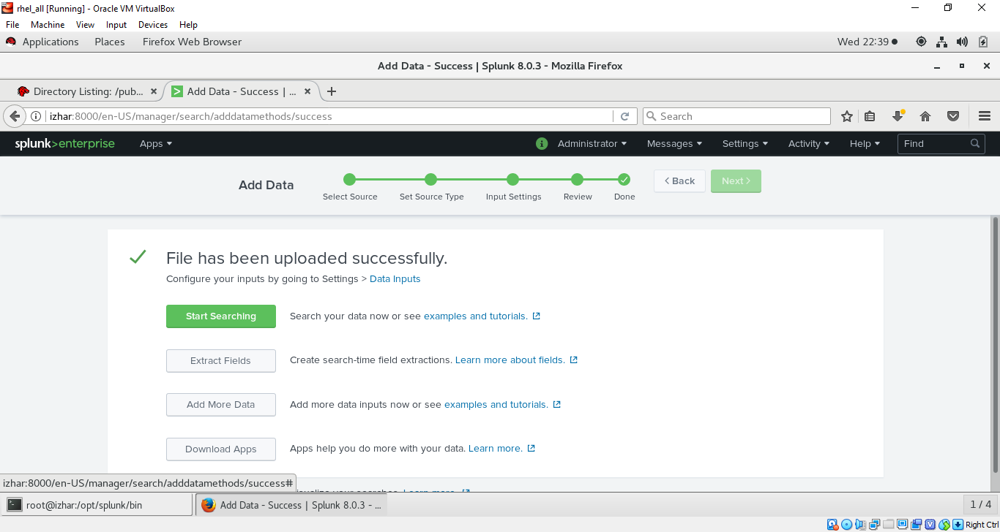 rhel_all [Running] - Oracle VM VirtualBox
File Machine View Input Devices Help
Applications Places Firefox Web Browser Wed 22:39
Add Data - Success | Splunk 8.0.3 - Mozilla Firefox
Directory Listing: /pub... Add Data - Success | ...
izhar:8000/en-US/manager/search/adddatamethods/success Search
splunk>enterprise Apps Administrator Messages Settings Activity Help Find
Add Data < Back Next >
Select Source Set Source Type Input Settings Review Done
File has been uploaded successfully.
Configure your inputs by going to Settings > Data Inputs
Start Searching Search your data now or see examples and tutorials.
Extract Fields Create search-time field extractions. Learn more about fields.
Add More Data Add more data inputs now or see examples and tutorials.
Download Apps Apps help you do more with your data. Learn more.
izhar:8000/en-US/manager/search/adddatamethods/success# your searches. Learn more.
root@izhar:/opt/splunk/bin Add Data - Success | Splunk 8.0.3 - ... 1 / 4
Right Ctrl